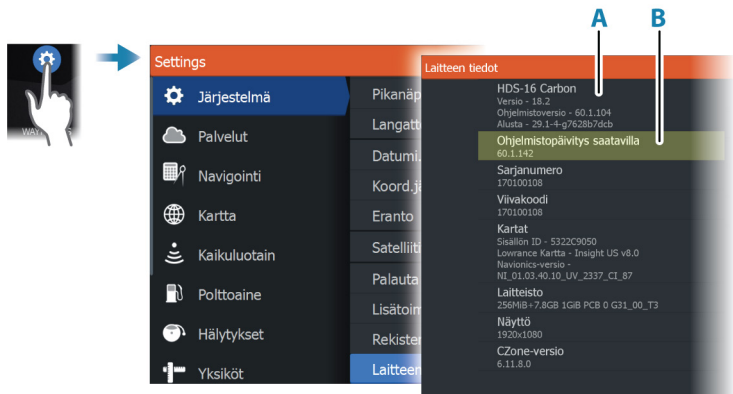 A
B
WAY
Settings
Järjestelmä
Palvelut
Navigointi
Kartta
Kaikuluotain
Polttoaine
Hälytykset
Yksiköt
Pikanäp
Langatt
Datumi.
Koord.jä
Eranto
Satelliiti
Palauta
Lisätoim
Rekister
Laitteen
Laitteen tiedot
HDS-16 Carbon
Versio - 18.2
Ohjelmistoversio - 60.1.104
Alusta - 29.1-4-g7628b7dcb
Ohjelmistopäivitys saatavilla
60.1.142
Sarjanumero
170100108
Viivakoodi
170100108
Kartat
Sisällön ID - 5322C9050
Lowrance Kartta - Insight US v8.0
Navionics-versio -
NI_01.03.40.10_UV_2337_CI_87
Laitteisto
256MiB+7.8GB 1GiB PCB 0 G31_00_T3
Näyttö
1920x1080
CZone-versio
6.11.8.0